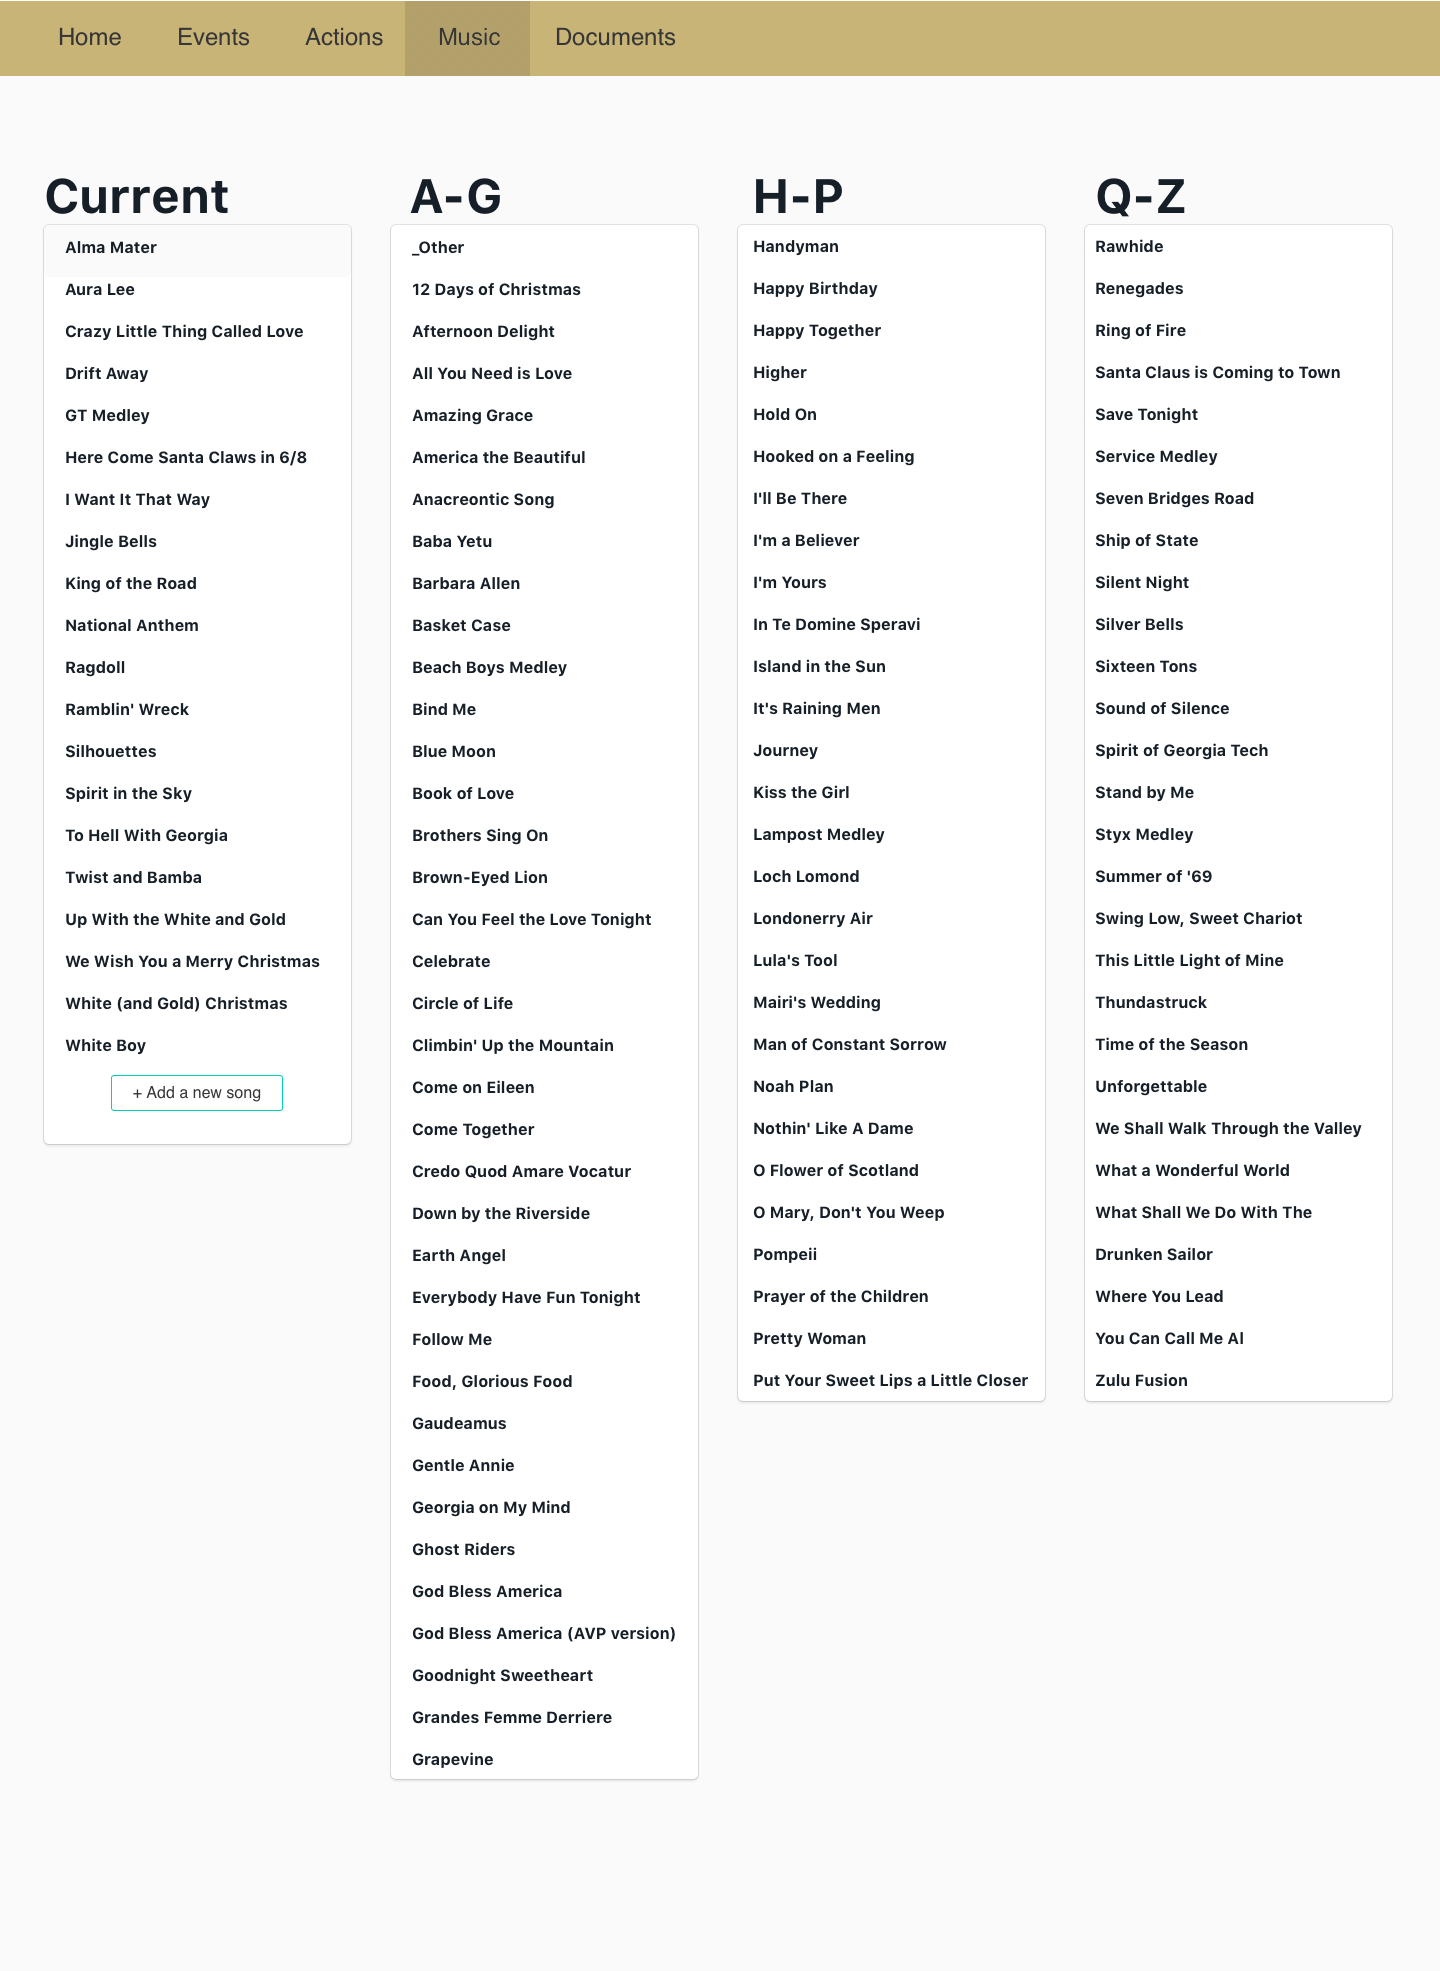 Home
Events
Actions
Music
Documents
Current
Alma Mater
Aura Lee
Crazy Little Thing Called Love
Drift Away
GT Medley
Here Come Santa Claws in 6/8
I Want It That Way
Jingle Bells
King of the Road
National Anthem
Ragdoll
Ramblin' Wreck
Silhouettes
Spirit in the Sky
To Hell With Georgia
Twist and Bamba
Up With the White and Gold
We Wish You a Merry Christmas
White (and Gold) Christmas
White Boy
+ Add a new song
A-G
_Other
12 Days of Christmas
Afternoon Delight
All You Need is Love
Amazing Grace
America the Beautiful
Anacreontic Song
Baba Yetu
Barbara Allen
Basket Case
Beach Boys Medley
Bind Me
Blue Moon
Book of Love
Brothers Sing On
Brown-Eyed Lion
Can You Feel the Love Tonight
Celebrate
Circle of Life
Climbin' Up the Mountain
Come on Eileen
Come Together
Credo Quod Amare Vocatur
Down by the Riverside
Earth Angel
Everybody Have Fun Tonight
Follow Me
Food, Glorious Food
Gaudeamus
Gentle Annie
Georgia on My Mind
Ghost Riders
God Bless America
God Bless America (AVP version)
Goodnight Sweetheart
Grandes Femme Derriere
Grapevine
H-P
Handyman
Happy Birthday
Happy Together
Higher
Hold On
Hooked on a Feeling
I'll Be There
I'm a Believer
I'm Yours
In Te Domine Speravi
Island in the Sun
It's Raining Men
Journey
Kiss the Girl
Lampost Medley
Loch Lomond
Londonerry Air
Lula's Tool
Mairi's Wedding
Man of Constant Sorrow
Noah Plan
Nothin' Like A Dame
O Flower of Scotland
O Mary, Don't You Weep
Pompeii
Prayer of the Children
Pretty Woman
Put Your Sweet Lips a Little Closer
Q-Z
Rawhide
Renegades
Ring of Fire
Santa Claus is Coming to Town
Save Tonight
Service Medley
Seven Bridges Road
Ship of State
Silent Night
Silver Bells
Sixteen Tons
Sound of Silence
Spirit of Georgia Tech
Stand by Me
Styx Medley
Summer of '69
Swing Low, Sweet Chariot
This Little Light of Mine
Thundastruck
Time of the Season
Unforgettable
We Shall Walk Through the Valley
What a Wonderful World
What Shall We Do With The
Drunken Sailor
Where You Lead
You Can Call Me Al
Zulu Fusion